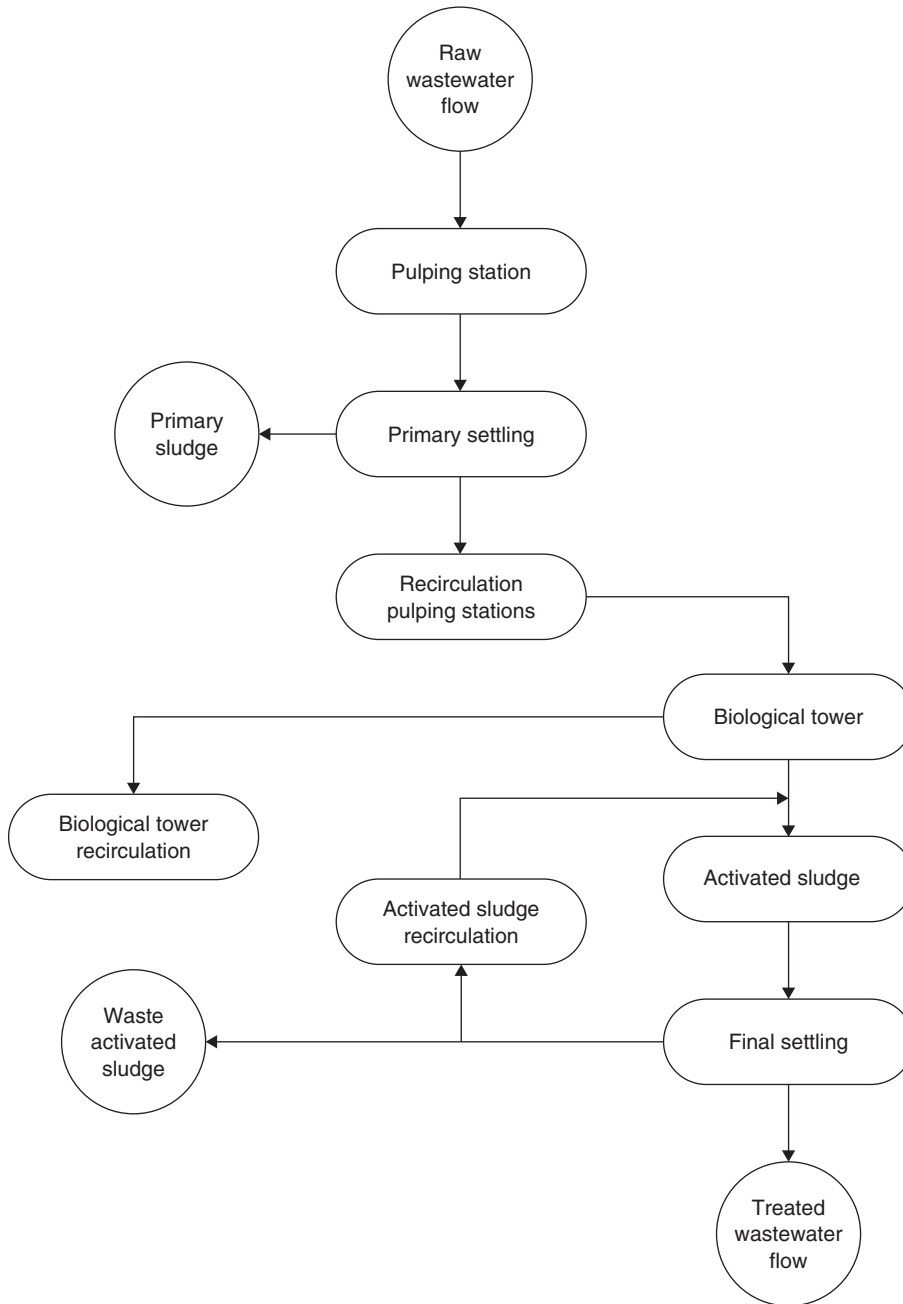 Raw
wastewater
flow
Pulping station
Primary
sludge
Primary settling
Recirculation
pulping stations
Biological tower
Biological tower
recirculation
Activated sludge
Activated sludge
recirculation
Waste
activated
sludge
Final settling
Treated
wastewater
flow